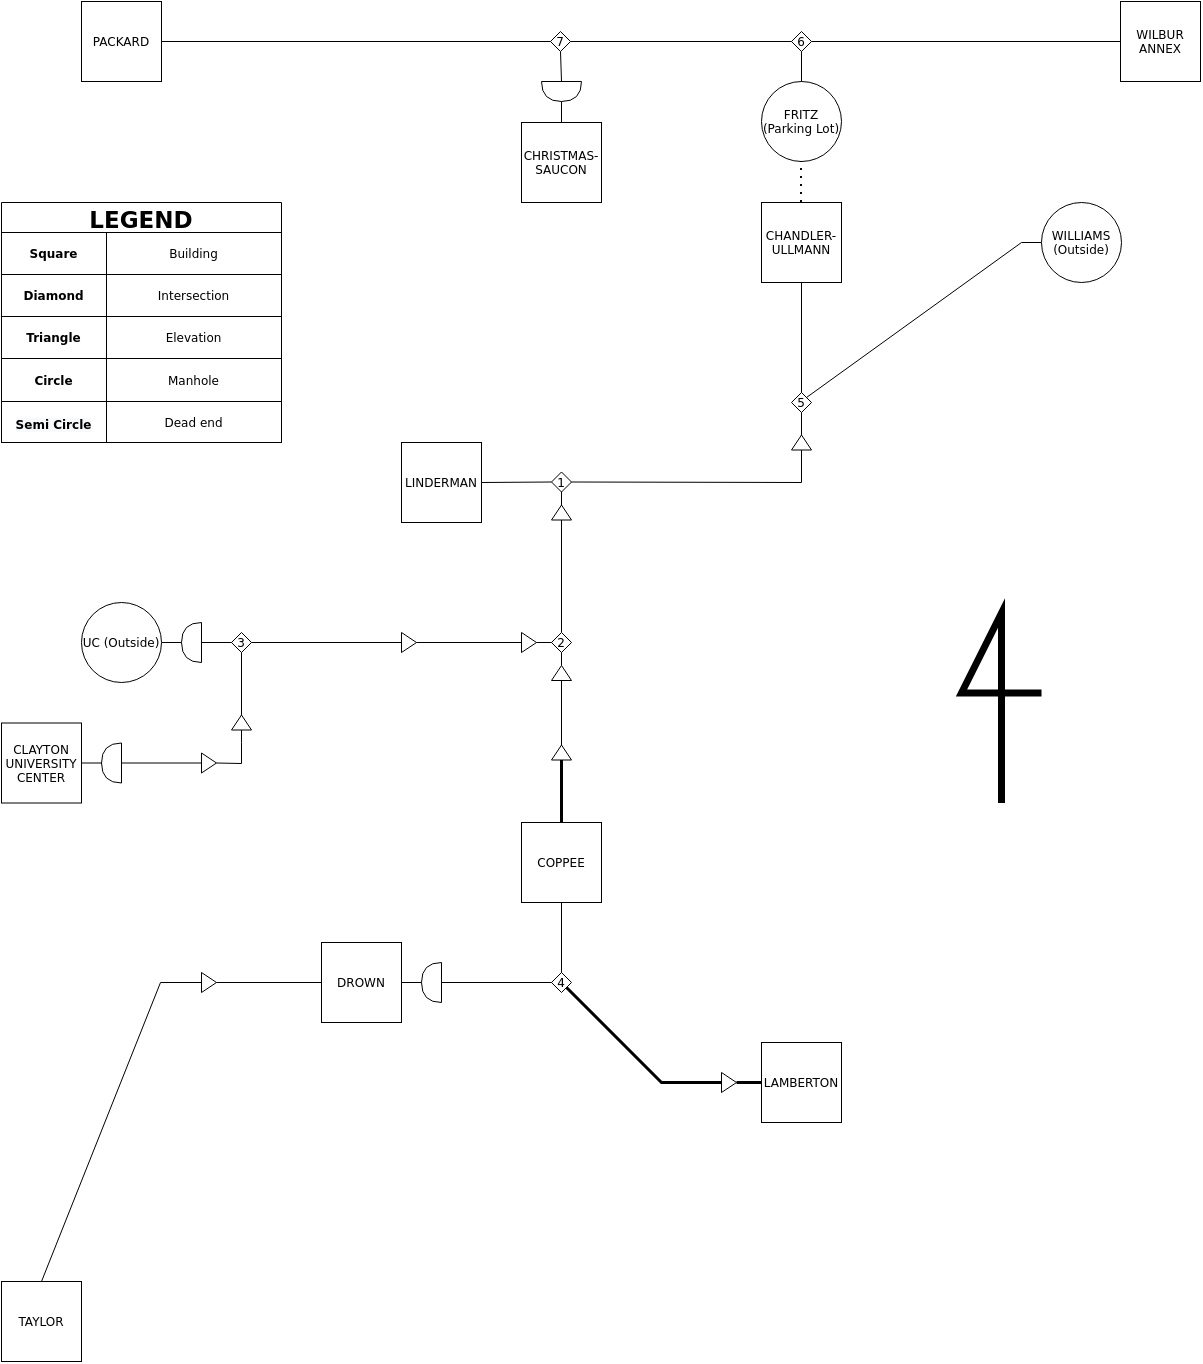 PACKARD
7
6
WILBUR
ANNEX
FRITZ
(Parking Lot)
CHRISTMAS-
SAUCON
LEGEND
Square Building
Diamond Intersection
Triangle Elevation
Circle Manhole
Semi Circle Dead end
CHANDLER-
ULLMANN
WILLIAMS
(Outside)
5
LINDERMAN
1
UC (Outside)
3
2
CLAYTON
UNIVERSITY
CENTER
COPPEE
DROWN
4
LAMBERTON
TAYLOR